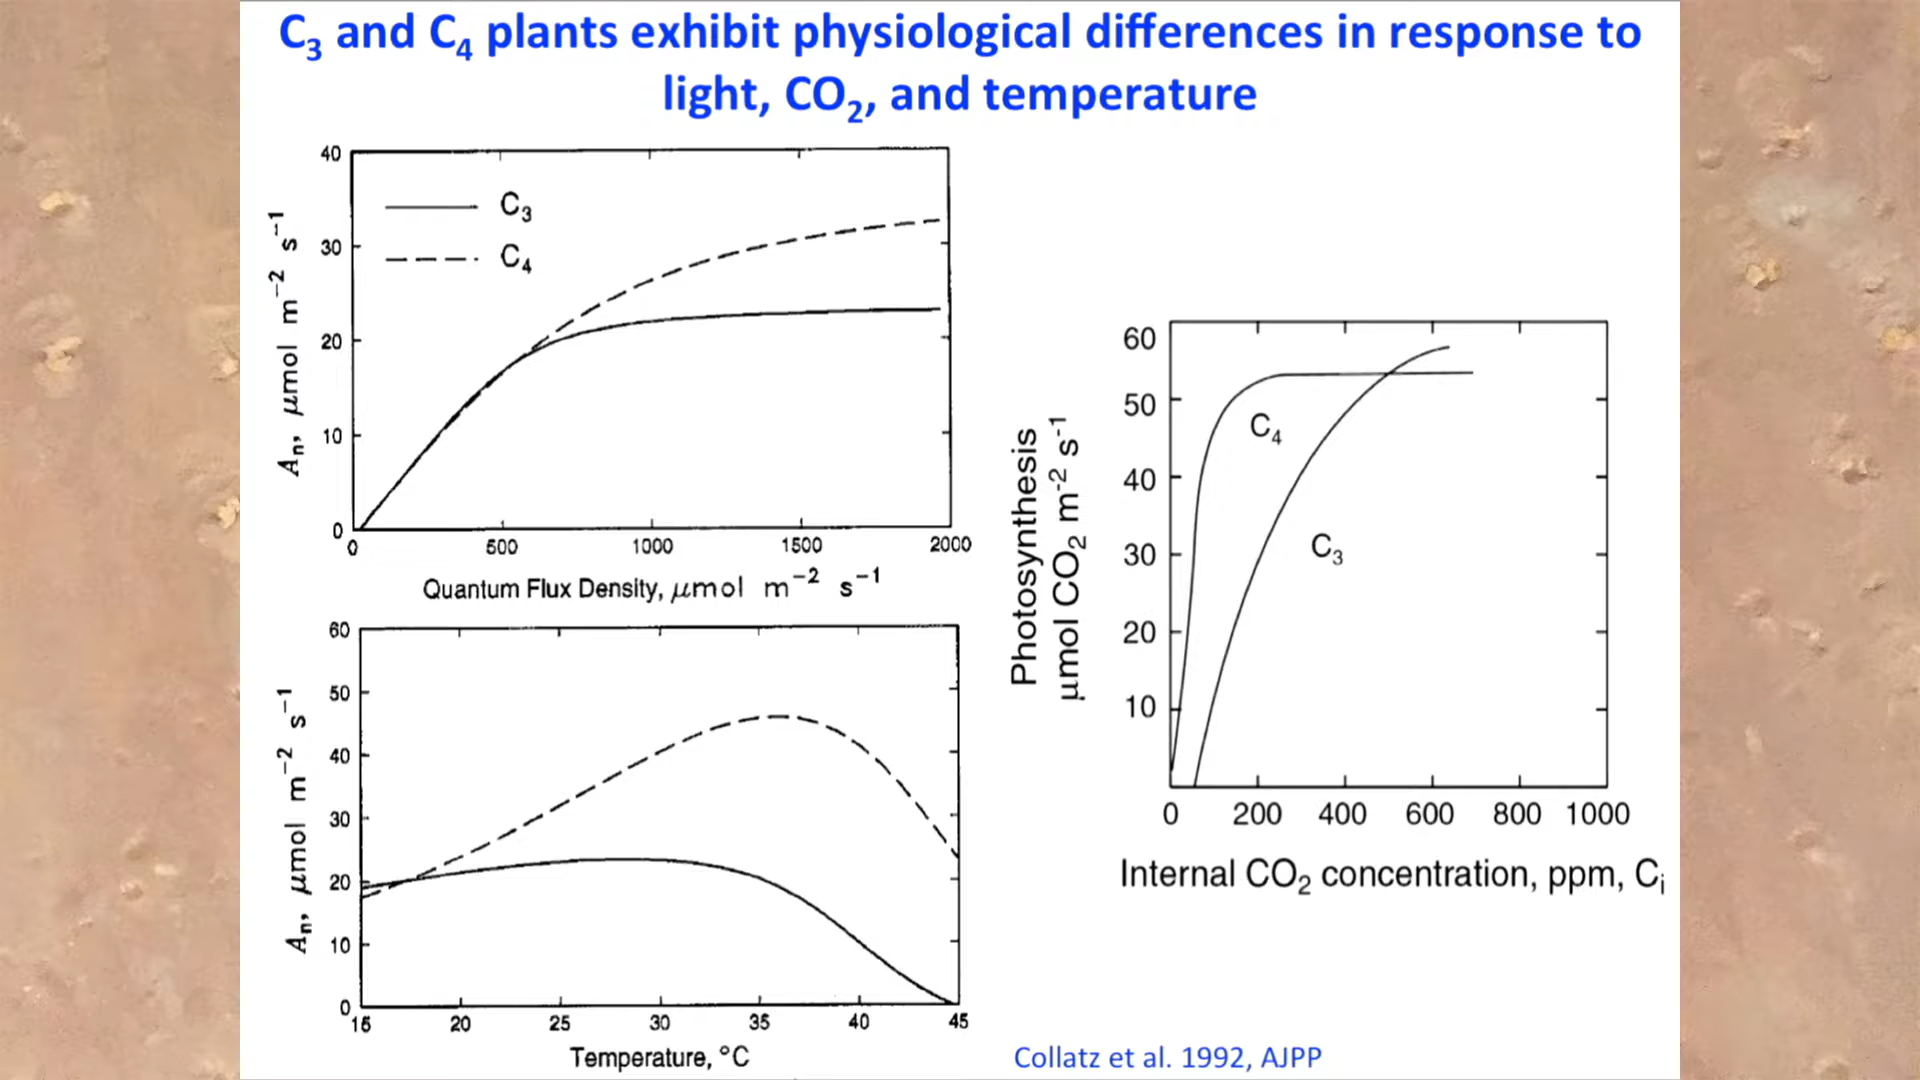 C3 and C4 plants exhibit physiological differences in response to
light, CO2, and temperature
40
30
20
10
0
An, μmol m−2 s−1
C3
C4
0 500 1000 1500 2000
Quantum Flux Density, μmol m−2 s−1
60
50
40
30
20
10
0
An, μmol m−2 s−1
15 20 25 30 35 40 45
Temperature, °C
Photosynthesis
μmol CO2 m-2 s-1
60
50
40
30
20
10
C4
C3
0 200 400 600 800 1000
Internal CO2 concentration, ppm, Ci
Collatz et al. 1992, AJPP